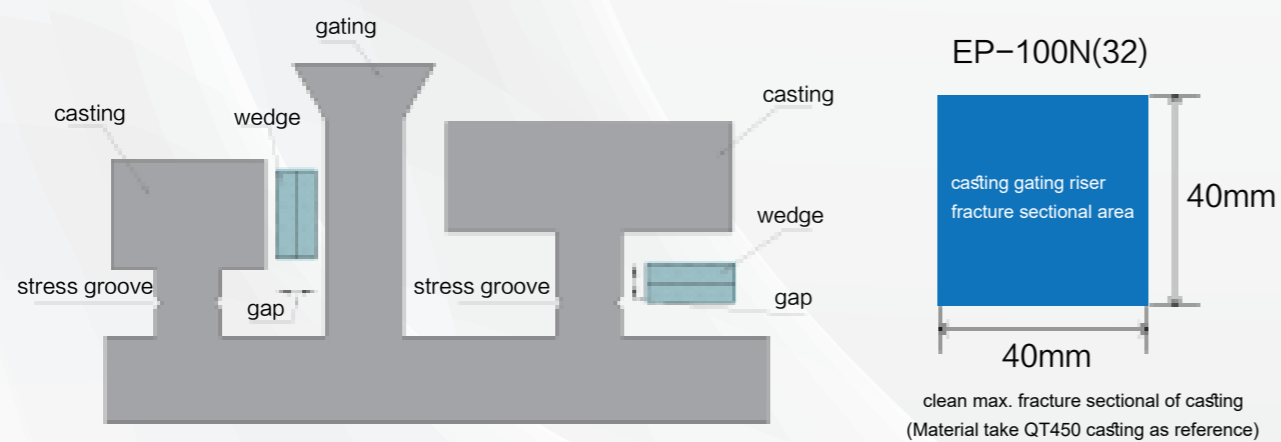 gating
casting
wedge
casting
wedge
stress groove
gap
stress groove
gap
EP-100N(32)
casting gating riser
fracture sectional area
40mm
40mm
clean max. fracture sectional of casting
(Material take QT450 casting as reference)